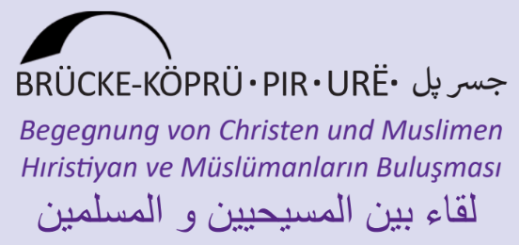 BRÜCKE-KÖPRÜ·PIR·URË· جسر پل
Begegnung von Christen und Muslimen
Hıristiyan ve Müslümanların Buluşması
لقاء بين المسيحيين و المسلمين